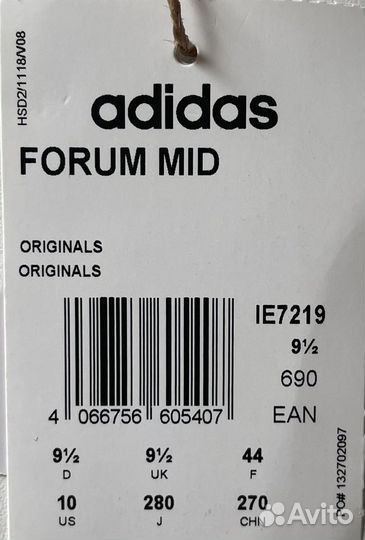 HSD2/1118/V08
adidas
FORUM MID
ORIGINALS
ORIGINALS
IE7219
9½
690
4 066756 605407 EAN
9½ 9½ 44
D UK F
10 280 270
US J CHN
PO# 132702097
Avito